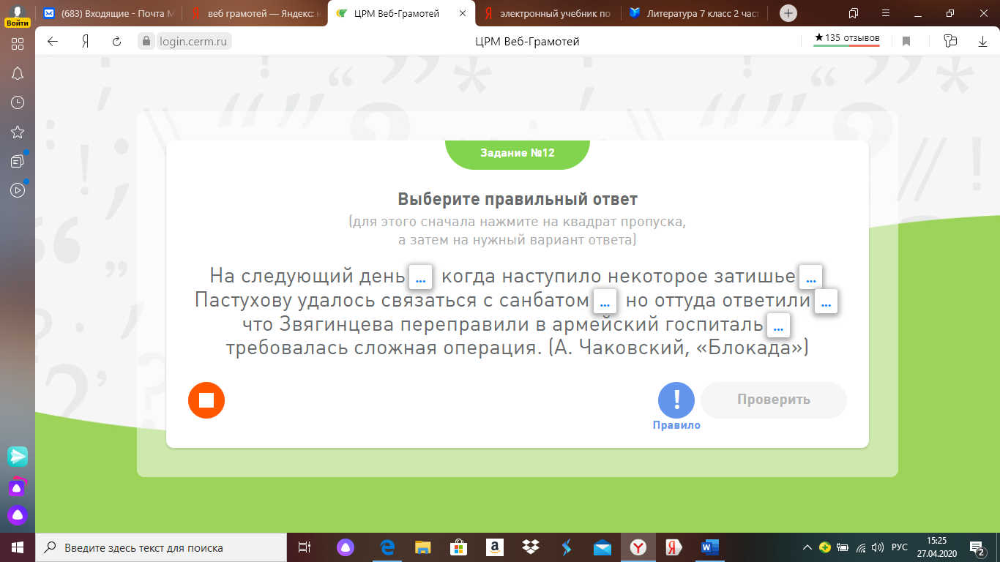 (683) Входящие - Почта M
веб грамотей — Яндекс: н
ЦРМ Веб-Грамотей
электронный учебник по
Литература 7 класс 2 част
Войти
login.cerm.ru
ЦРМ Веб-Грамотей
★135 отзывов
Задание №12
Выберите правильный ответ
(для этого сначала нажмите на квадрат пропуска,
а затем на нужный вариант ответа)
На следующий день ... когда наступило некоторое затишье ...
Пастухову удалось связаться с санбатом ... но оттуда ответили ...
что Звягинцева переправили в армейский госпиталь ...
требовалась сложная операция. (А. Чаковский, «Блокада»)
!
Проверить
Правило
Введите здесь текст для поиска
РУС
15:25
27.04.2020
2